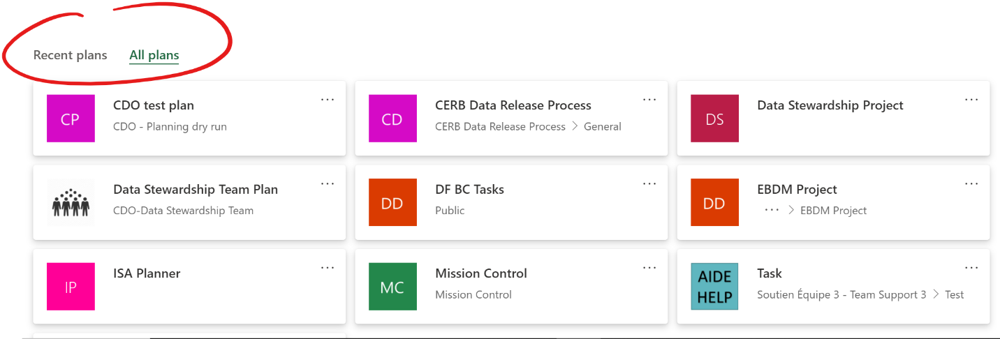 Recent plans All plans
CP CDO test plan ...
CDO - Planning dry run
CD CERB Data Release Process ...
CERB Data Release Process > General
DS Data Stewardship Project ...
Data Stewardship Team Plan ...
CDO-Data Stewardship Team
DD DF BC Tasks ...
Public
DD EBDM Project ...
... > EBDM Project
IP ISA Planner ...
MC Mission Control ...
Mission Control
AIDE
HELP
Task ...
Soutien Équipe 3 - Team Support 3 > Test